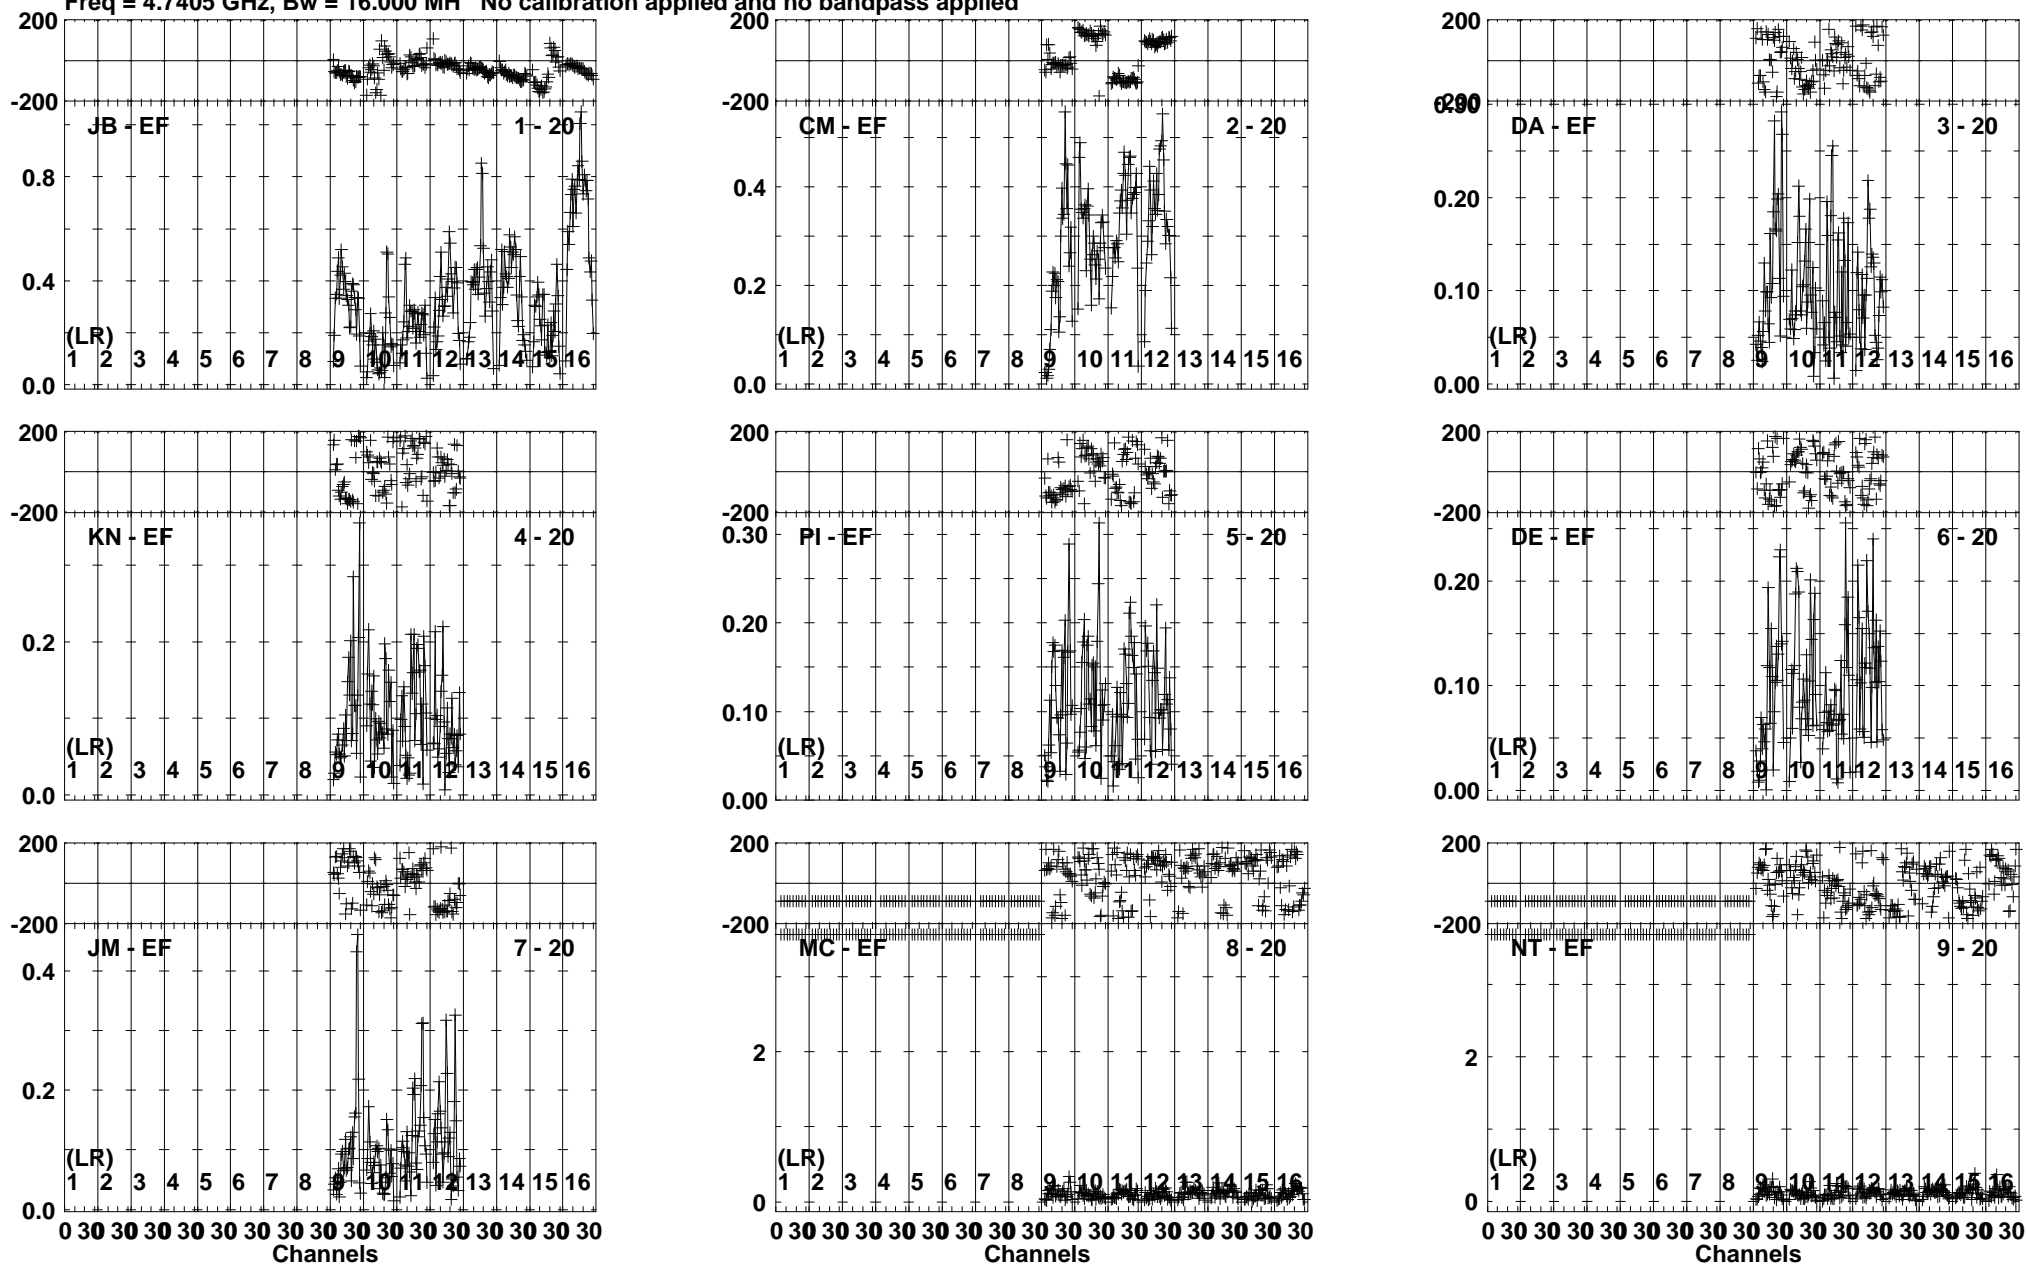 Freq = 4.7405 GHz, Bw = 16.000 MH No calibration applied and no bandpass applied
200
-200
JB - EF 1 - 20
0.8
0.4
0.0
(LR)
1 2 3 4 5 6 7 8 9 10 11 12 13 14 15 16
200
-200
CM - EF 2 - 20
0.4
0.2
0.0
(LR)
1 2 3 4 5 6 7 8 9 10 11 12 13 14 15 16
200
-200
0.30
DA - EF 3 - 20
0.20
0.10
0.00
(LR)
1 2 3 4 5 6 7 8 9 10 11 12 13 14 15 16
200
-200
KN - EF 4 - 20
0.2
0.0
(LR)
1 2 3 4 5 6 7 8 9 10 11 12 13 14 15 16
200
-200
PI - EF 5 - 20
0.30
0.20
0.10
0.00
(LR)
1 2 3 4 5 6 7 8 9 10 11 12 13 14 15 16
200
-200
DE - EF 6 - 20
0.20
0.10
0.00
(LR)
1 2 3 4 5 6 7 8 9 10 11 12 13 14 15 16
200
-200
JM - EF 7 - 20
0.4
0.2
0.0
(LR)
1 2 3 4 5 6 7 8 9 10 11 12 13 14 15 16
0 30 30 30 30 30 30 30 30 30 30 30 30 30 30 30 30
Channels
200
-200
MC - EF 8 - 20
2
0
(LR)
1 2 3 4 5 6 7 8 9 10 11 12 13 14 15 16
0 30 30 30 30 30 30 30 30 30 30 30 30 30 30 30 30
Channels
200
-200
NT - EF 9 - 20
2
0
(LR)
1 2 3 4 5 6 7 8 9 10 11 12 13 14 15 16
0 30 30 30 30 30 30 30 30 30 30 30 30 30 30 30 30
Channels